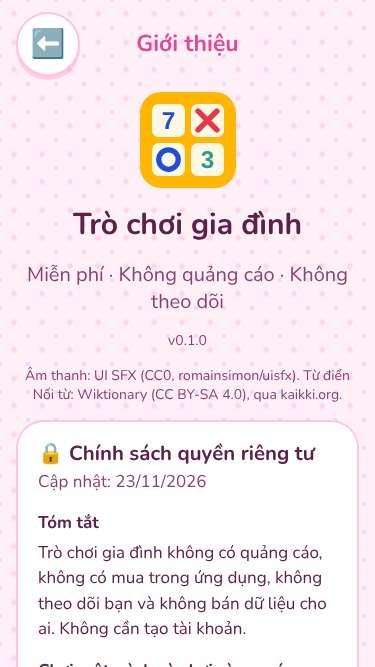 Giới thiệu
7
3
Trò chơi gia đình
Miễn phí · Không quảng cáo · Không
theo dõi
v0.1.0
Âm thanh: UI SFX (CC0, romainsimon/uisfx). Từ điển
Nối từ: Wiktionary (CC BY-SA 4.0), qua kaikki.org.
🔒 Chính sách quyền riêng tư
Cập nhật: 23/11/2026
Tóm tắt
Trò chơi gia đình không có quảng cáo,
không có mua trong ứng dụng, không
theo dõi bạn và không bán dữ liệu cho
ai. Không cần tạo tài khoản.